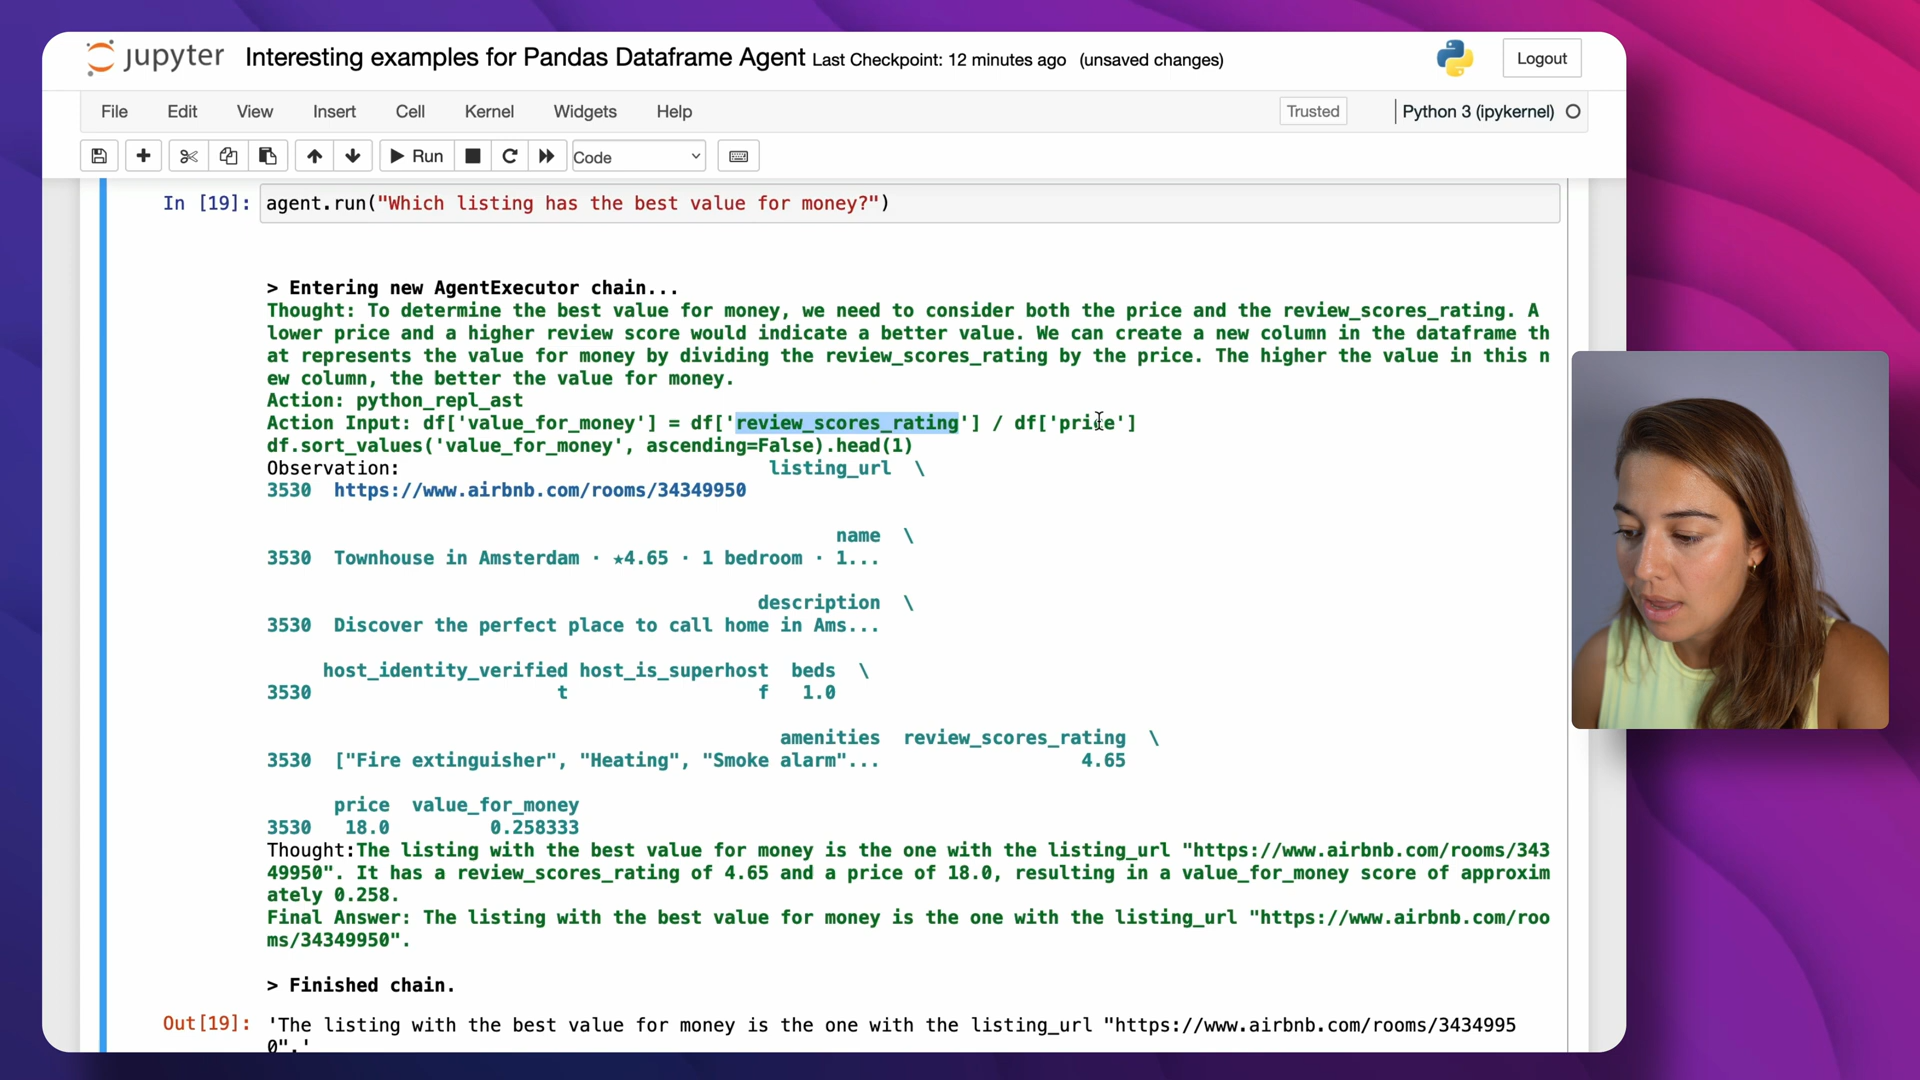 jupyter Interesting examples for Pandas Dataframe Agent Last Checkpoint: 12 minutes ago (unsaved changes) Logout
File Edit View Insert Cell Kernel Widgets Help Trusted Python 3 (ipykernel)
Run Code
In [19]: agent.run("Which listing has the best value for money?")
> Entering new AgentExecutor chain...
Thought: To determine the best value for money, we need to consider both the price and the review_scores_rating. A
lower price and a higher review score would indicate a better value. We can create a new column in the dataframe th
at represents the value for money by dividing the review_scores_rating by the price. The higher the value in this n
ew column, the better the value for money.
Action: python_repl_ast
Action Input: df['value_for_money'] = df['review_scores_rating'] / df['price']
df.sort_values('value_for_money', ascending=False).head(1)
Observation: listing_url \
3530 https://www.airbnb.com/rooms/34349950
name \
3530 Townhouse in Amsterdam · ★4.65 · 1 bedroom · 1...
description \
3530 Discover the perfect place to call home in Ams...
host_identity_verified host_is_superhost beds \
3530 t f 1.0
amenities review_scores_rating \
3530 ["Fire extinguisher", "Heating", "Smoke alarm"... 4.65
price value_for_money
3530 18.0 0.258333
Thought:The listing with the best value for money is the one with the listing_url "https://www.airbnb.com/rooms/343
49950". It has a review_scores_rating of 4.65 and a price of 18.0, resulting in a value_for_money score of approxim
ately 0.258.
Final Answer: The listing with the best value for money is the one with the listing_url "https://www.airbnb.com/roo
ms/34349950".
> Finished chain.
Out[19]: 'The listing with the best value for money is the one with the listing_url "https://www.airbnb.com/rooms/3434995
0".'